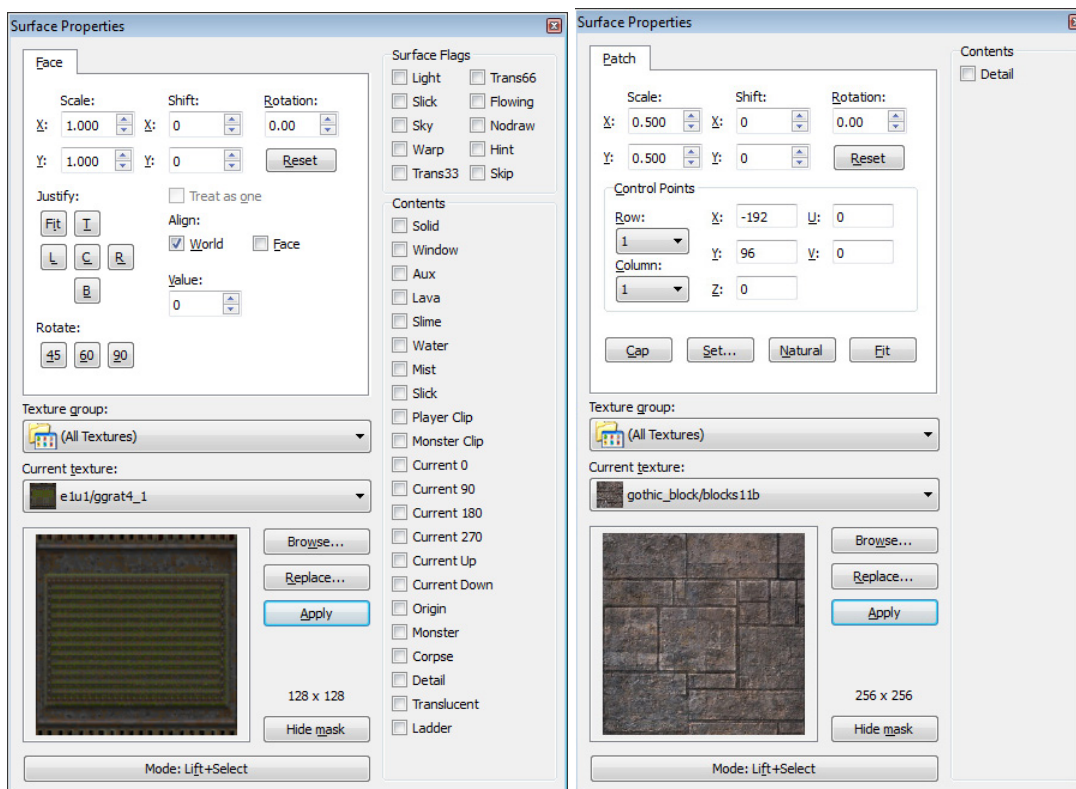 Surface Properties
Face
Scale: Shift: Rotation:
X: 1.000 X: 0 0.00
Y: 1.000 Y: 0 Reset
Justify: Treat as one
Fit T Align:
L C R World Face
B Value:
0
Rotate:
45 60 90
Texture group:
(All Textures)
Current texture:
e1u1/ggrat4_1
Browse...
Replace...
Apply
128 x 128
Hide mask
Mode: Lift+Select
Surface Flags
Light Trans66
Slick Flowing
Sky Nodraw
Warp Hint
Trans33 Skip
Contents
Solid
Window
Aux
Lava
Slime
Water
Mist
Slick
Player Clip
Monster Clip
Current 0
Current 90
Current 180
Current 270
Current Up
Current Down
Origin
Monster
Corpse
Detail
Translucent
Ladder
Surface Properties
Patch
Scale: Shift: Rotation:
X: 0.500 X: 0 0.00
Y: 0.500 Y: 0 Reset
Control Points
Row: X: -192 U: 0
1
Y: 96 V: 0
Column:
1 Z: 0
Cap Set... Natural Fit
Texture group:
(All Textures)
Current texture:
gothic_block/blocks11b
Browse...
Replace...
Apply
256 x 256
Hide mask
Mode: Lift+Select
Contents
Detail